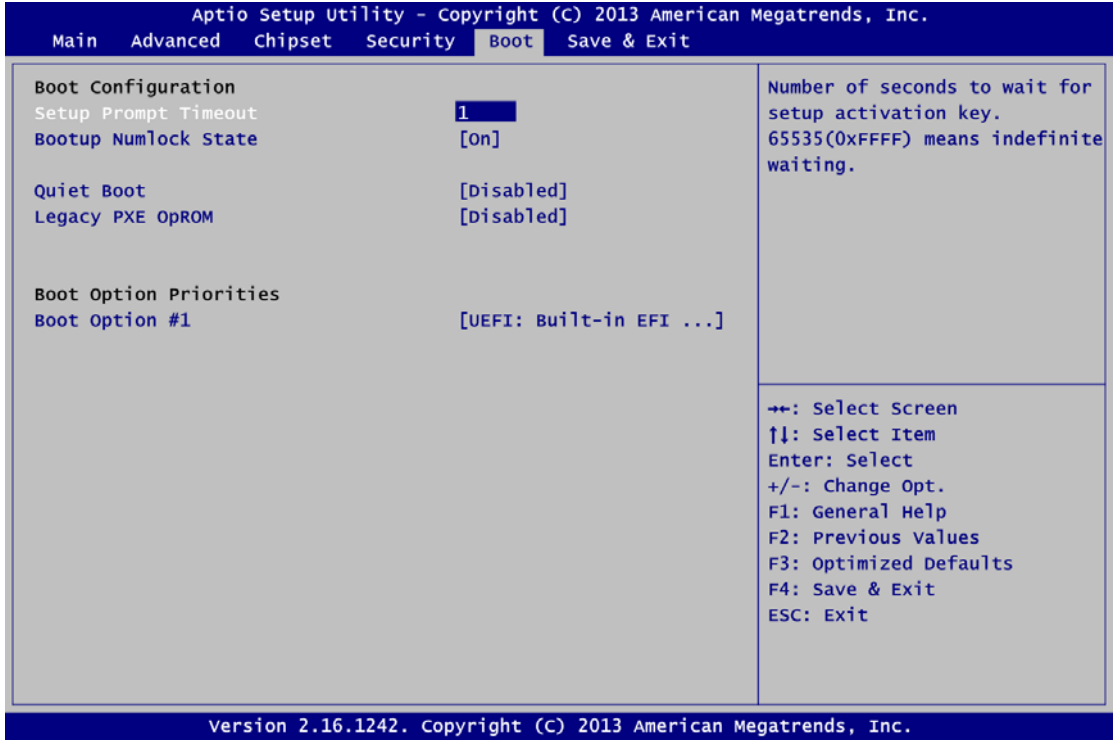 Aptio Setup Utility - Copyright (C) 2013 American Megatrends, Inc.
Main Advanced Chipset Security Boot Save & Exit
Boot Configuration
Setup Prompt Timeout 1
Bootup Numlock State [On]
Quiet Boot [Disabled]
Legacy PXE OpROM [Disabled]
Boot Option Priorities
Boot Option #1 [UEFI: Built-in EFI ...]
Number of seconds to wait for
setup activation key.
65535(0xFFFF) means indefinite
waiting.
→←: Select Screen
↑↓: Select Item
Enter: Select
+/-: Change Opt.
F1: General Help
F2: Previous Values
F3: Optimized Defaults
F4: Save & Exit
ESC: Exit
Version 2.16.1242. Copyright (C) 2013 American Megatrends, Inc.